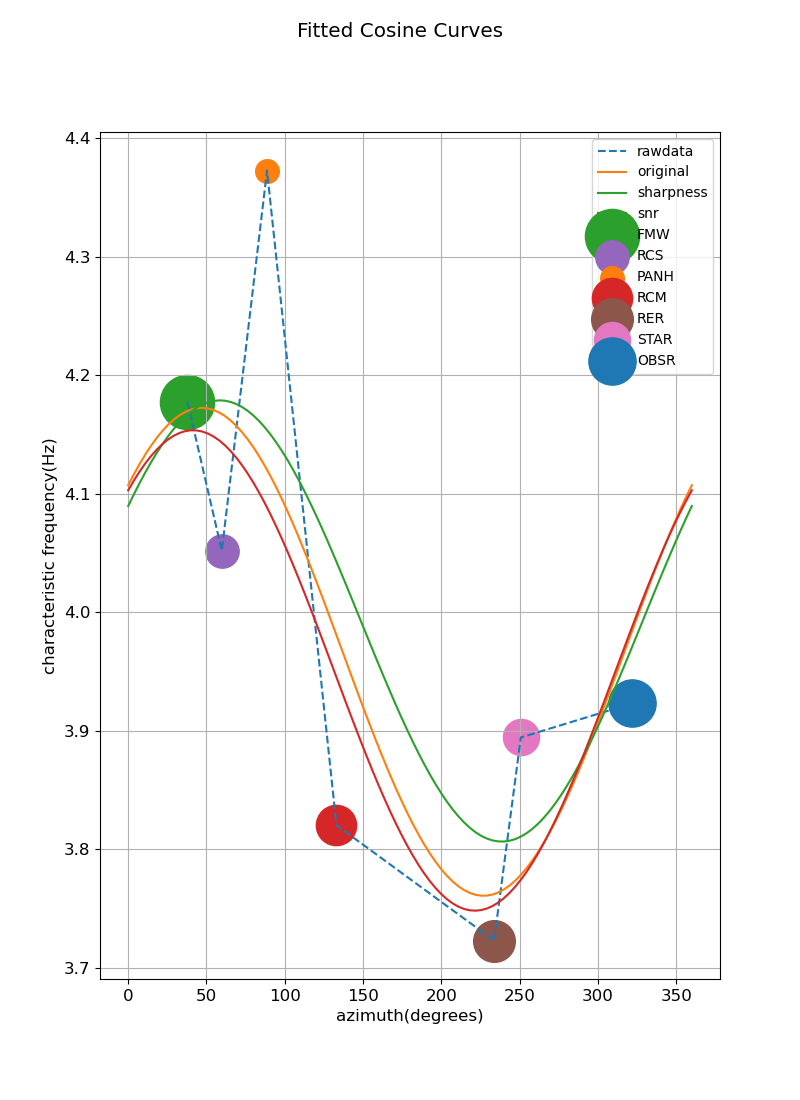 Fitted Cosine Curves
4.4
4.3
4.2
4.1
4.0
3.9
3.8
3.7
characteristic frequency(Hz)
0 50 100 150 200 250 300 350
azimuth(degrees)
rawdata
original
sharpness
snr
FMW
RCS
PANH
RCM
RER
STAR
OBSR